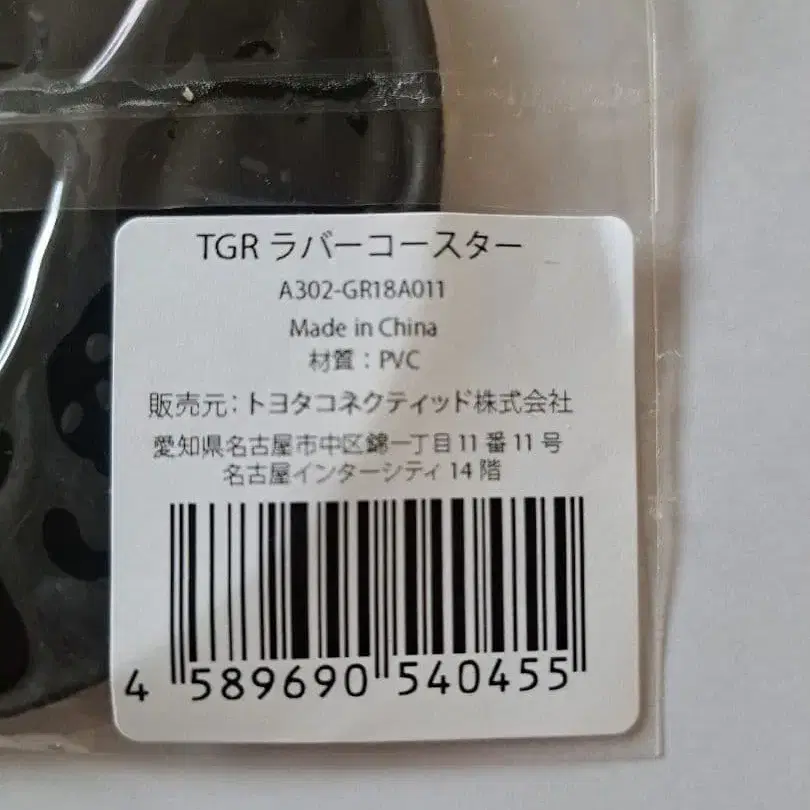 TGR ラバーコースター
A302-GR18A011
Made in China
材質：PVC
販売元：トヨタコネクティッド株式会社
愛知県名古屋市中区錦一丁目11番11号
名古屋インターシティ 14 階
4 589690 540455